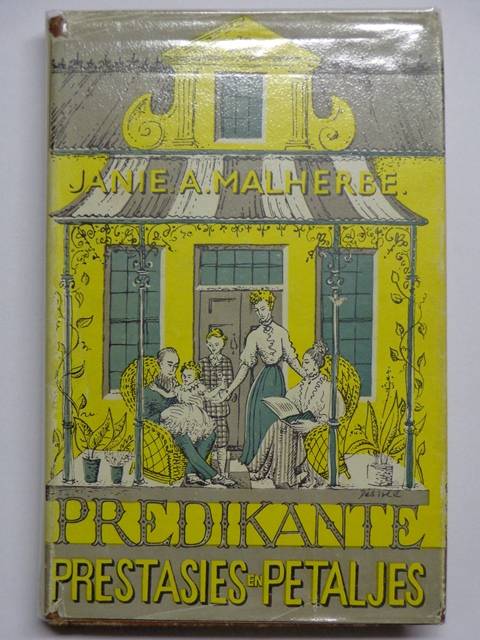 JANIE.A.MALHERBE.
PREDIKANTE
PRESTASIES EN PETALJES